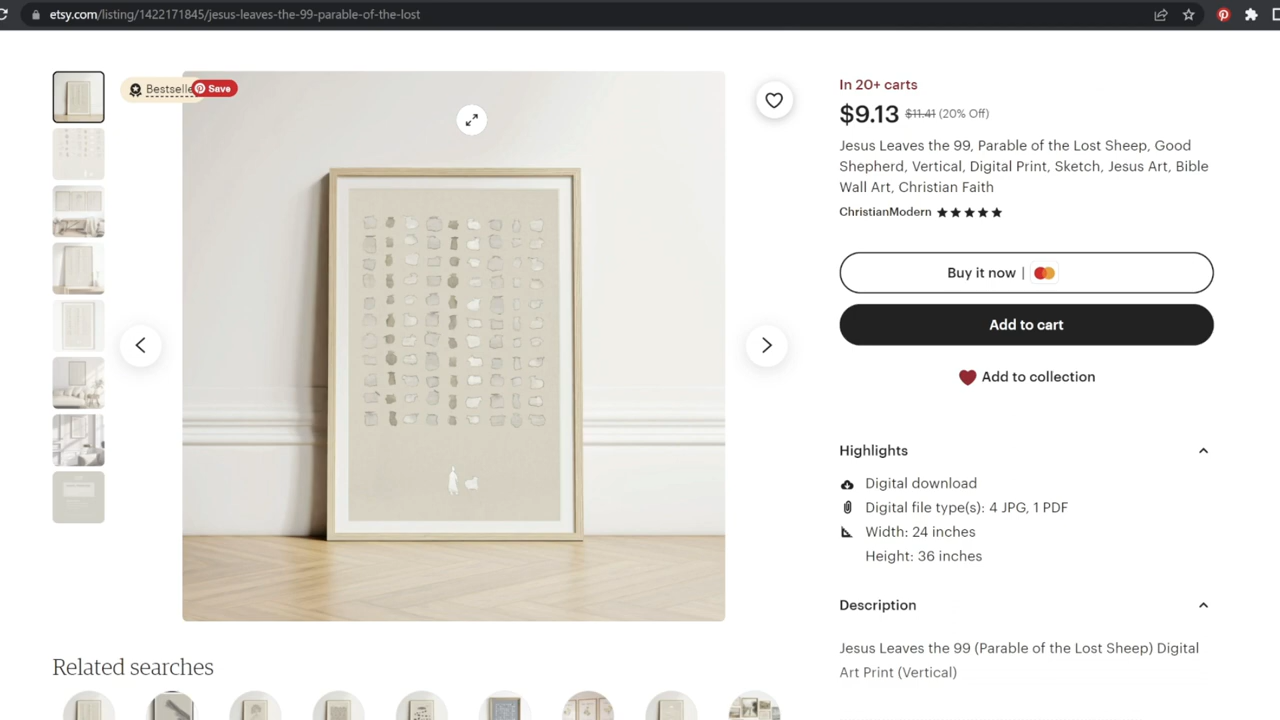 etsy.com/listing/1422171845/jesus-leaves-the-99-parable-of-the-lost
Bestselle
Save
In 20+ carts
$9.13 $11.41 (20% Off)
Jesus Leaves the 99, Parable of the Lost Sheep, Good
Shepherd, Vertical, Digital Print, Sketch, Jesus Art, Bible
Wall Art, Christian Faith
ChristianModern
Buy it now |
Add to cart
Add to collection
Highlights
Digital download
Digital file type(s): 4 JPG, 1 PDF
Width: 24 inches
Height: 36 inches
Description
Jesus Leaves the 99 (Parable of the Lost Sheep) Digital
Art Print (Vertical)
Related searches